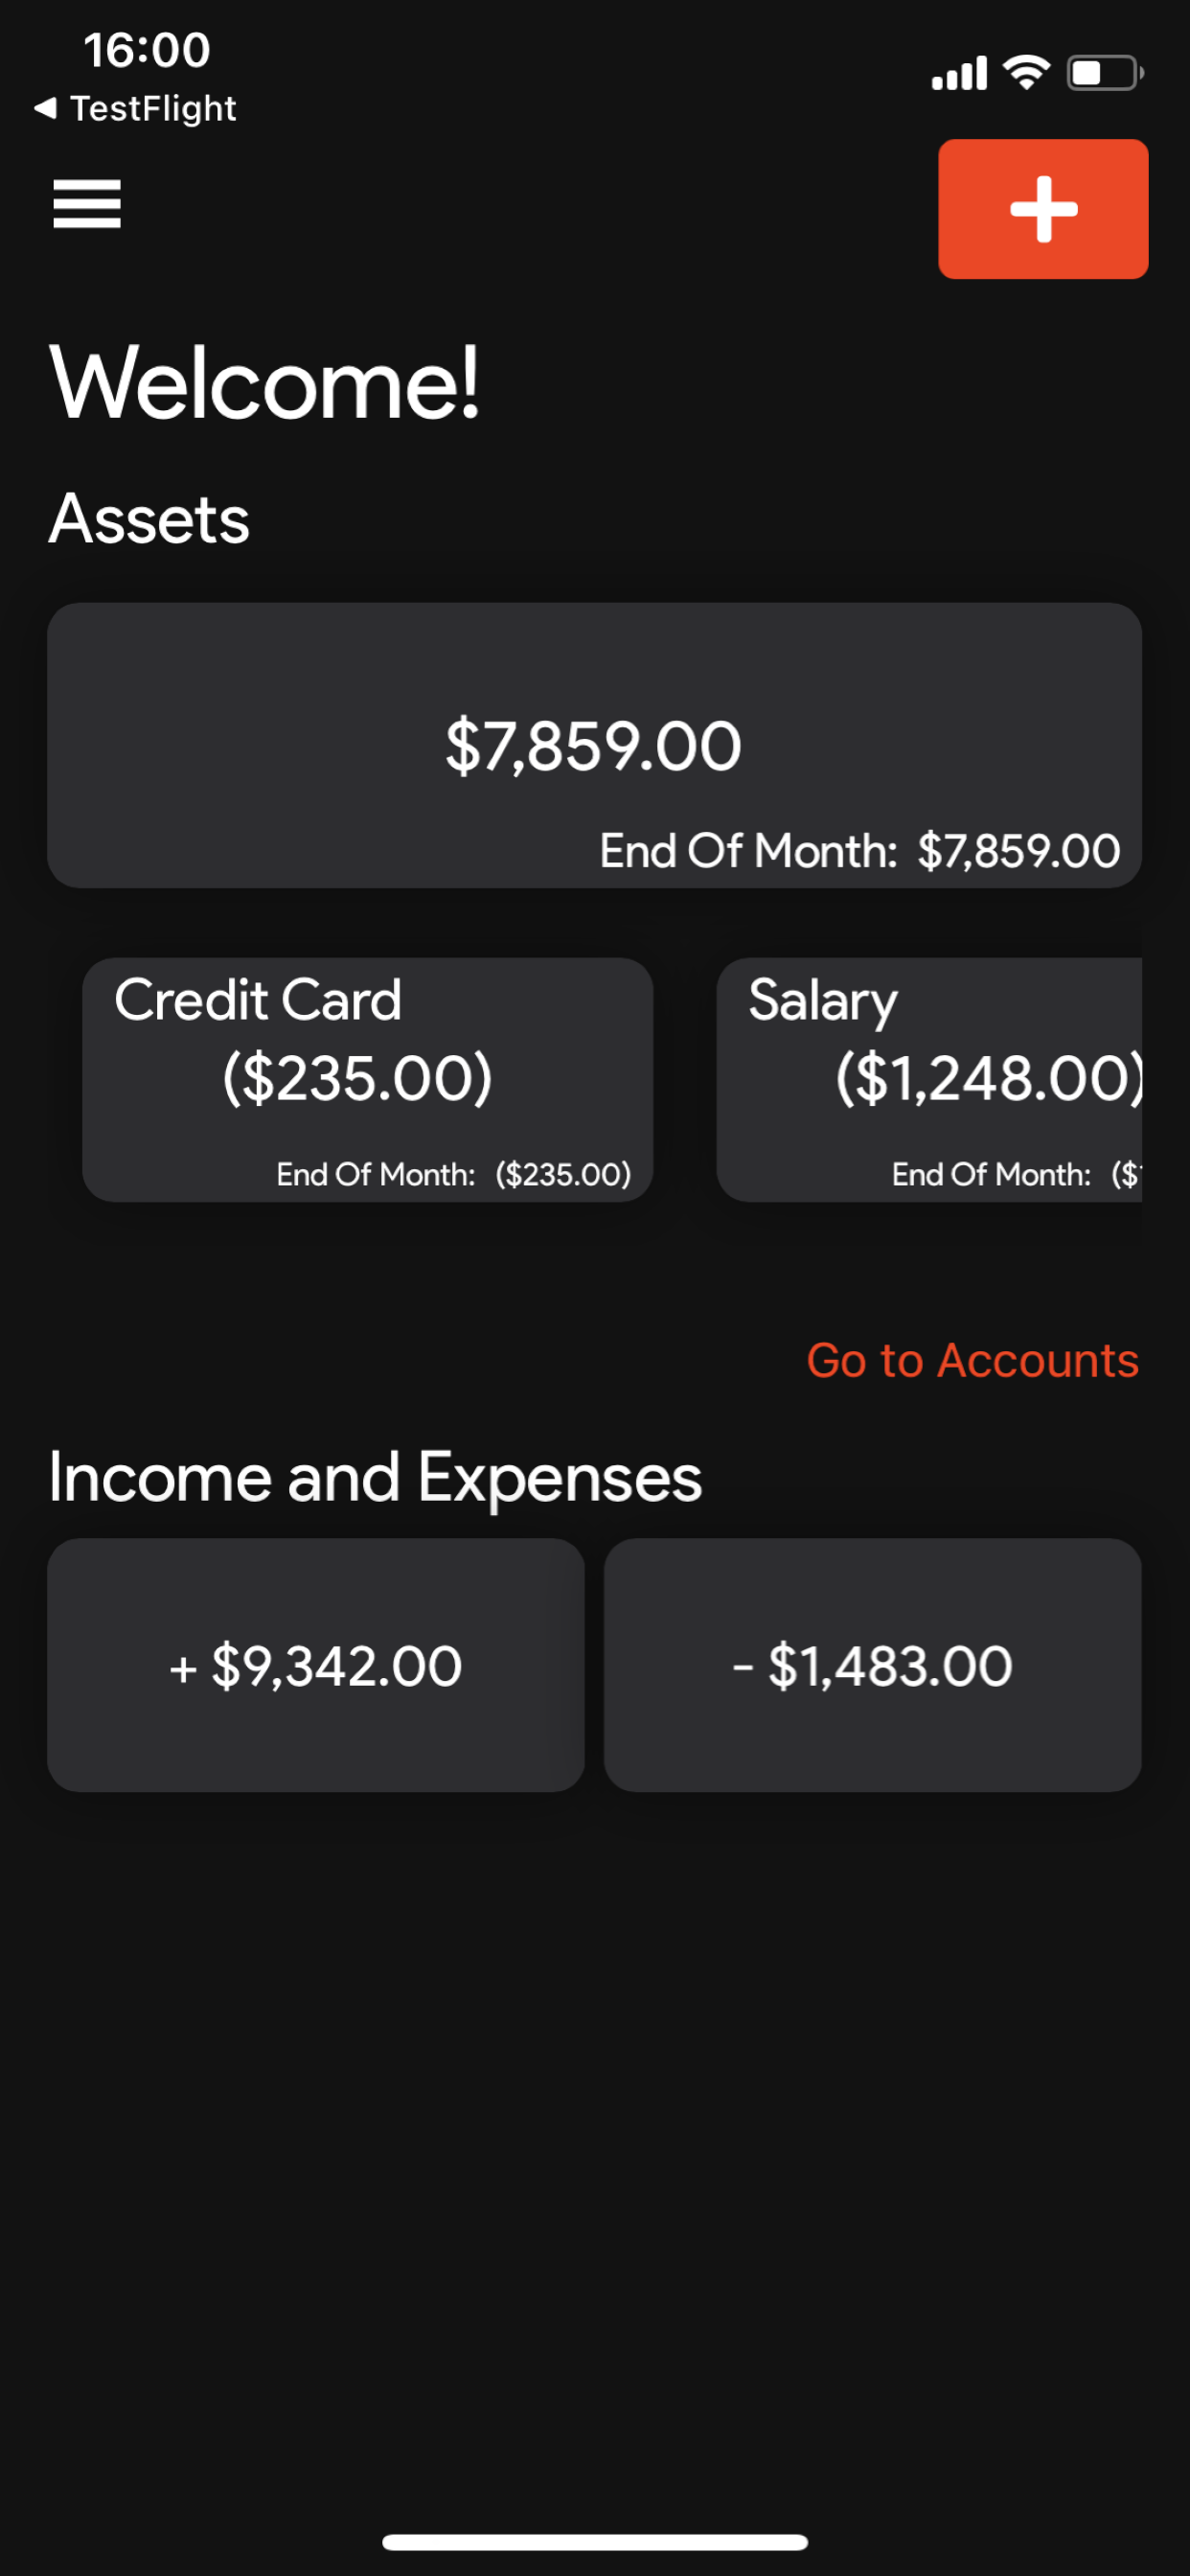 16:00
TestFlight
Welcome!
Assets
$7,859.00
End Of Month: $7,859.00
Credit Card
($235.00)
End Of Month: ($235.00)
Salary
($1,248.00)
End Of Month: ($
Go to Accounts
Income and Expenses
+ $9,342.00
- $1,483.00